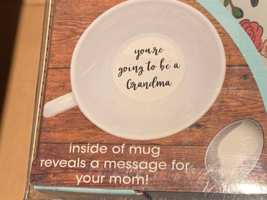 you're
going to be a
Grandma
inside of mug
reveals a message for
your mom!